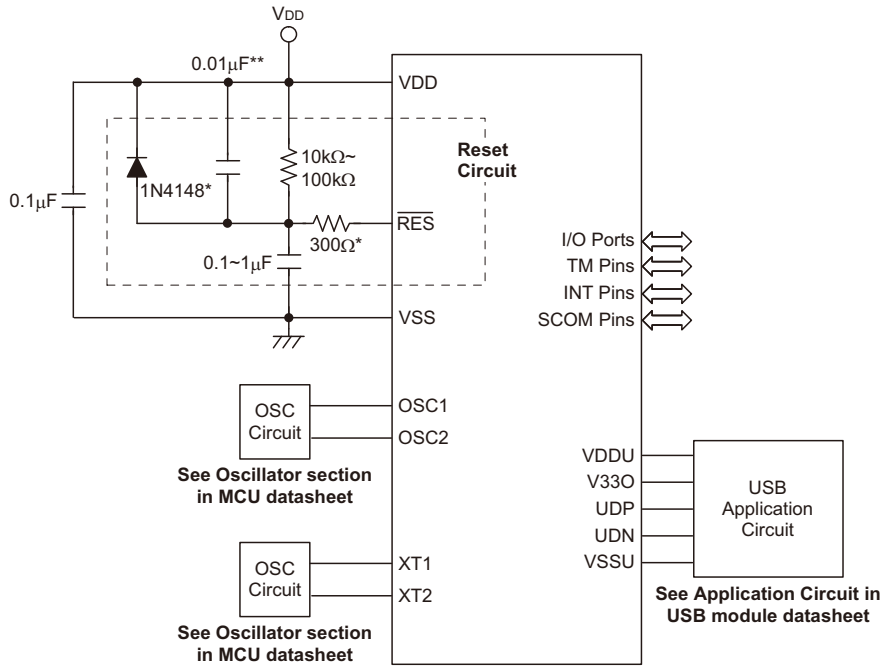 VDD
0.01μF**
VDD
Reset
Circuit
10kΩ~
100kΩ
1N4148*
0.1μF
RES
300Ω*
0.1~1μF
VSS
I/O Ports
TM Pins
INT Pins
SCOM Pins
OSC
Circuit
OSC1
OSC2
See Oscillator section
in MCU datasheet
VDDU
V33O
UDP
UDN
VSSU
USB
Application
Circuit
See Application Circuit in
USB module datasheet
OSC
Circuit
XT1
XT2
See Oscillator section
in MCU datasheet